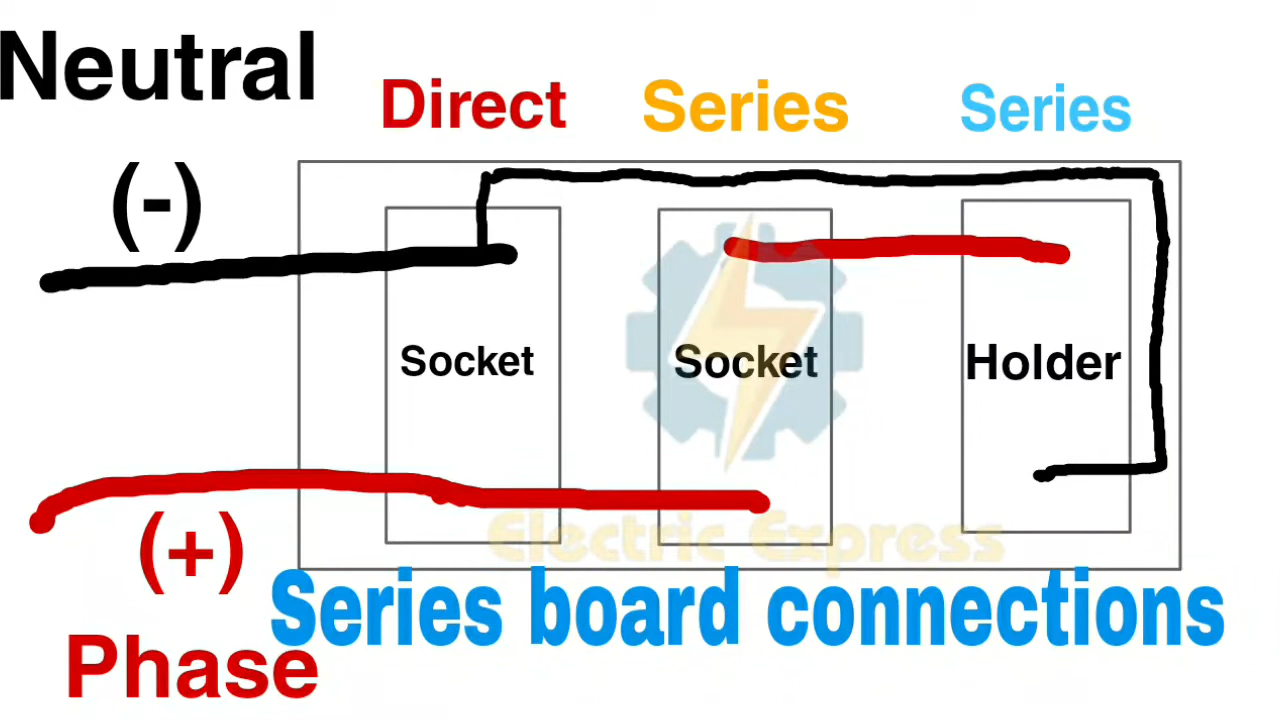 Neutral
Direct Series Series
(-)
Socket Socket Holder
Electric Express
(+)
Series board connections
Phase